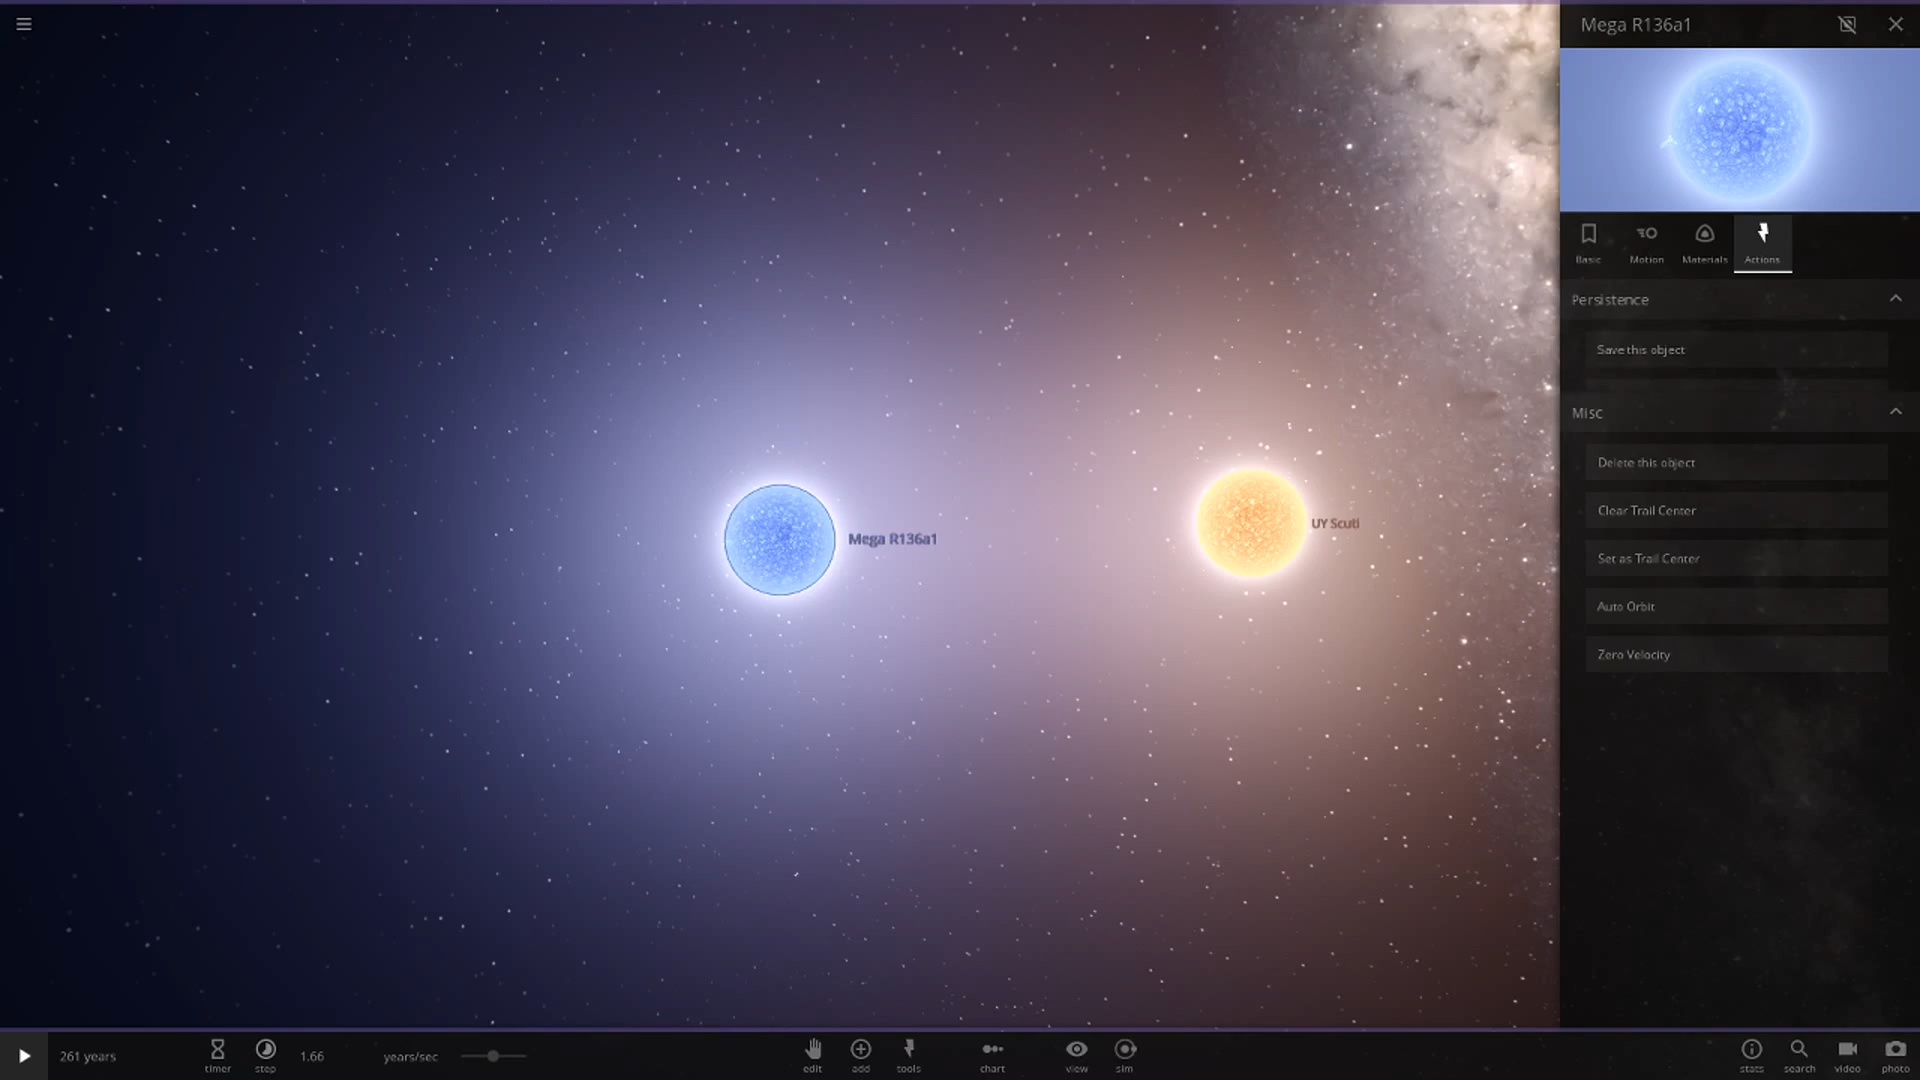 Mega R136a1
Basic
Motion
Materials
Actions
Persistence
Save this object
Misc
Delete this object
Clear Trail Center
Set as Trail Center
Auto Orbit
Zero Velocity
Mega R136a1
UY Scuti
261 years
timer
step
1.66
years/sec
edit
add
tools
chart
view
sim
stats
search
video
photo